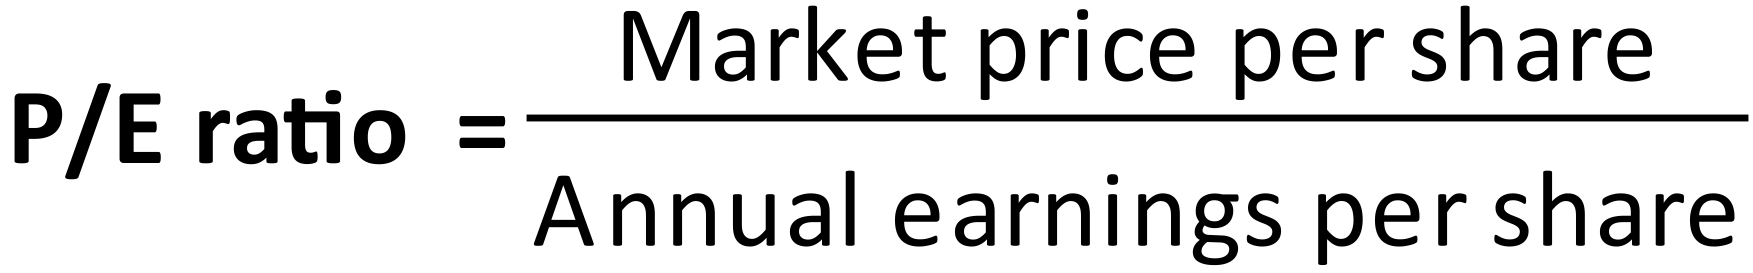 Market price per share
P/E ratio =
Annual earnings per share